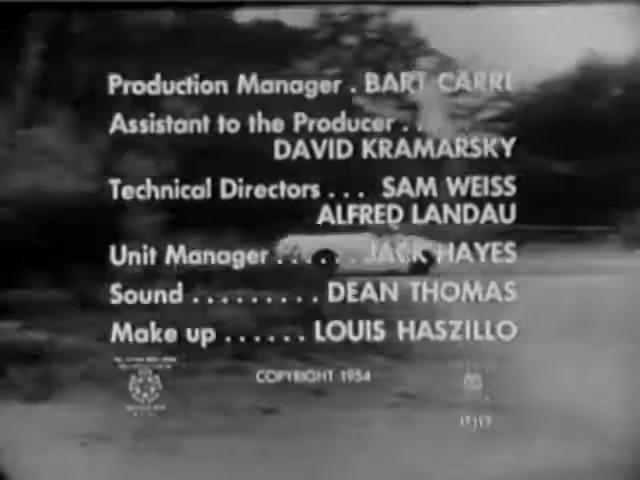 Production Manager . BART CARRÉ
Assistant to the Producer . .
DAVID KRAMARSKY
Technical Directors . . . SAM WEISS
ALFRED LANDAU
Unit Manager . . . . . . JACK HAYES
Sound . . . . . . . . . DEAN THOMAS
Make up . . . . . . LOUIS HASZILLO
COPYRIGHT 1954